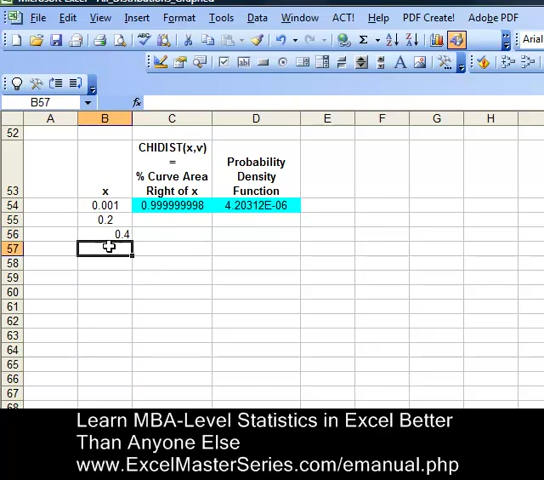 File Edit View Insert Format Tools Data Window ACT! Help PDF Create! Adobe PDF
Arial
B57 fx
A B C D E F G H
52
CHIDIST(x,v)
=
% Curve Area
Right of x
Probability
Density
Function
53 x
54 0.001 0.999999998 4.20312E-06
55 0.2
56 0.4
57
58
59
60
61
62
63
64
65
66
67
68
Learn MBA-Level Statistics in Excel Better
Than Anyone Else
www.ExcelMasterSeries.com/emanual.php